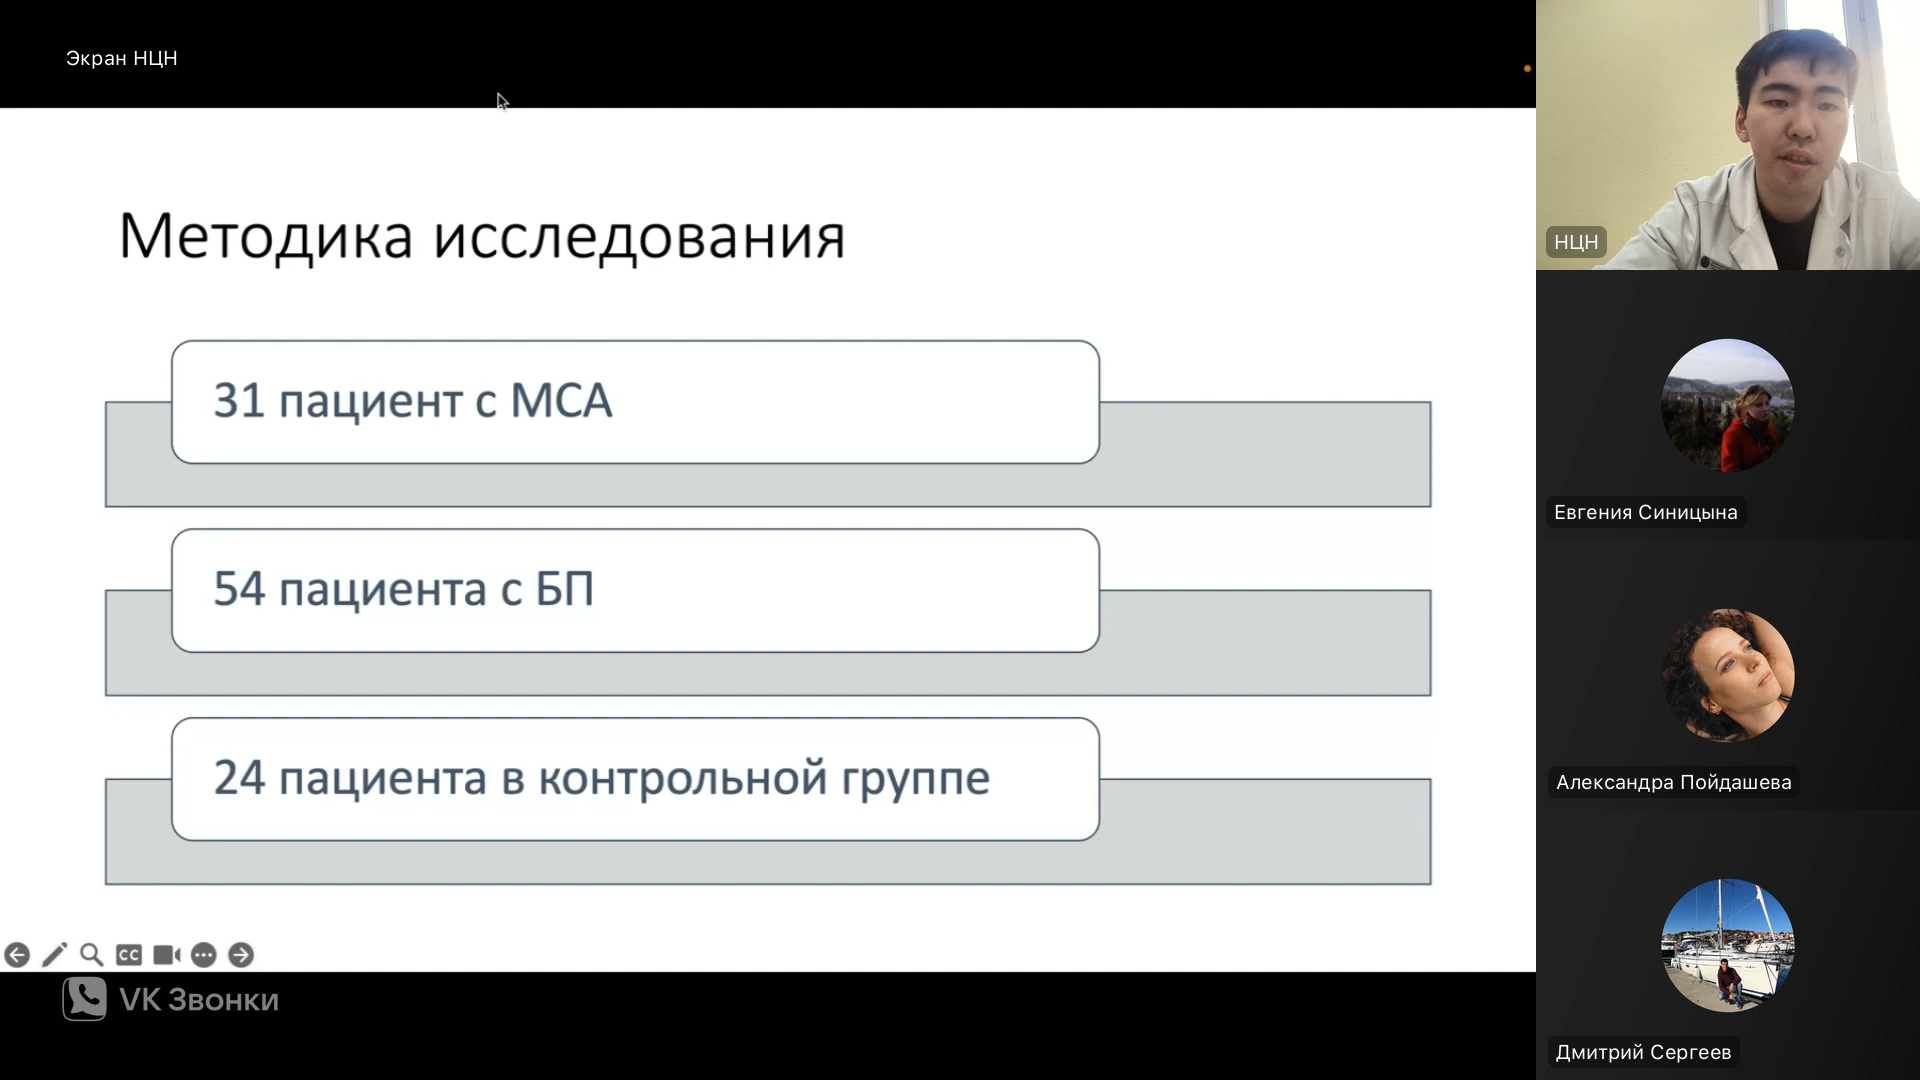 Экран НЦН
Методика исследования
31 пациент с МСА
54 пациента с БП
24 пациента в контрольной группе
CC
VK Звонки
НЦН
Евгения Синицына
Александра Пойдашева
Дмитрий Сергеев